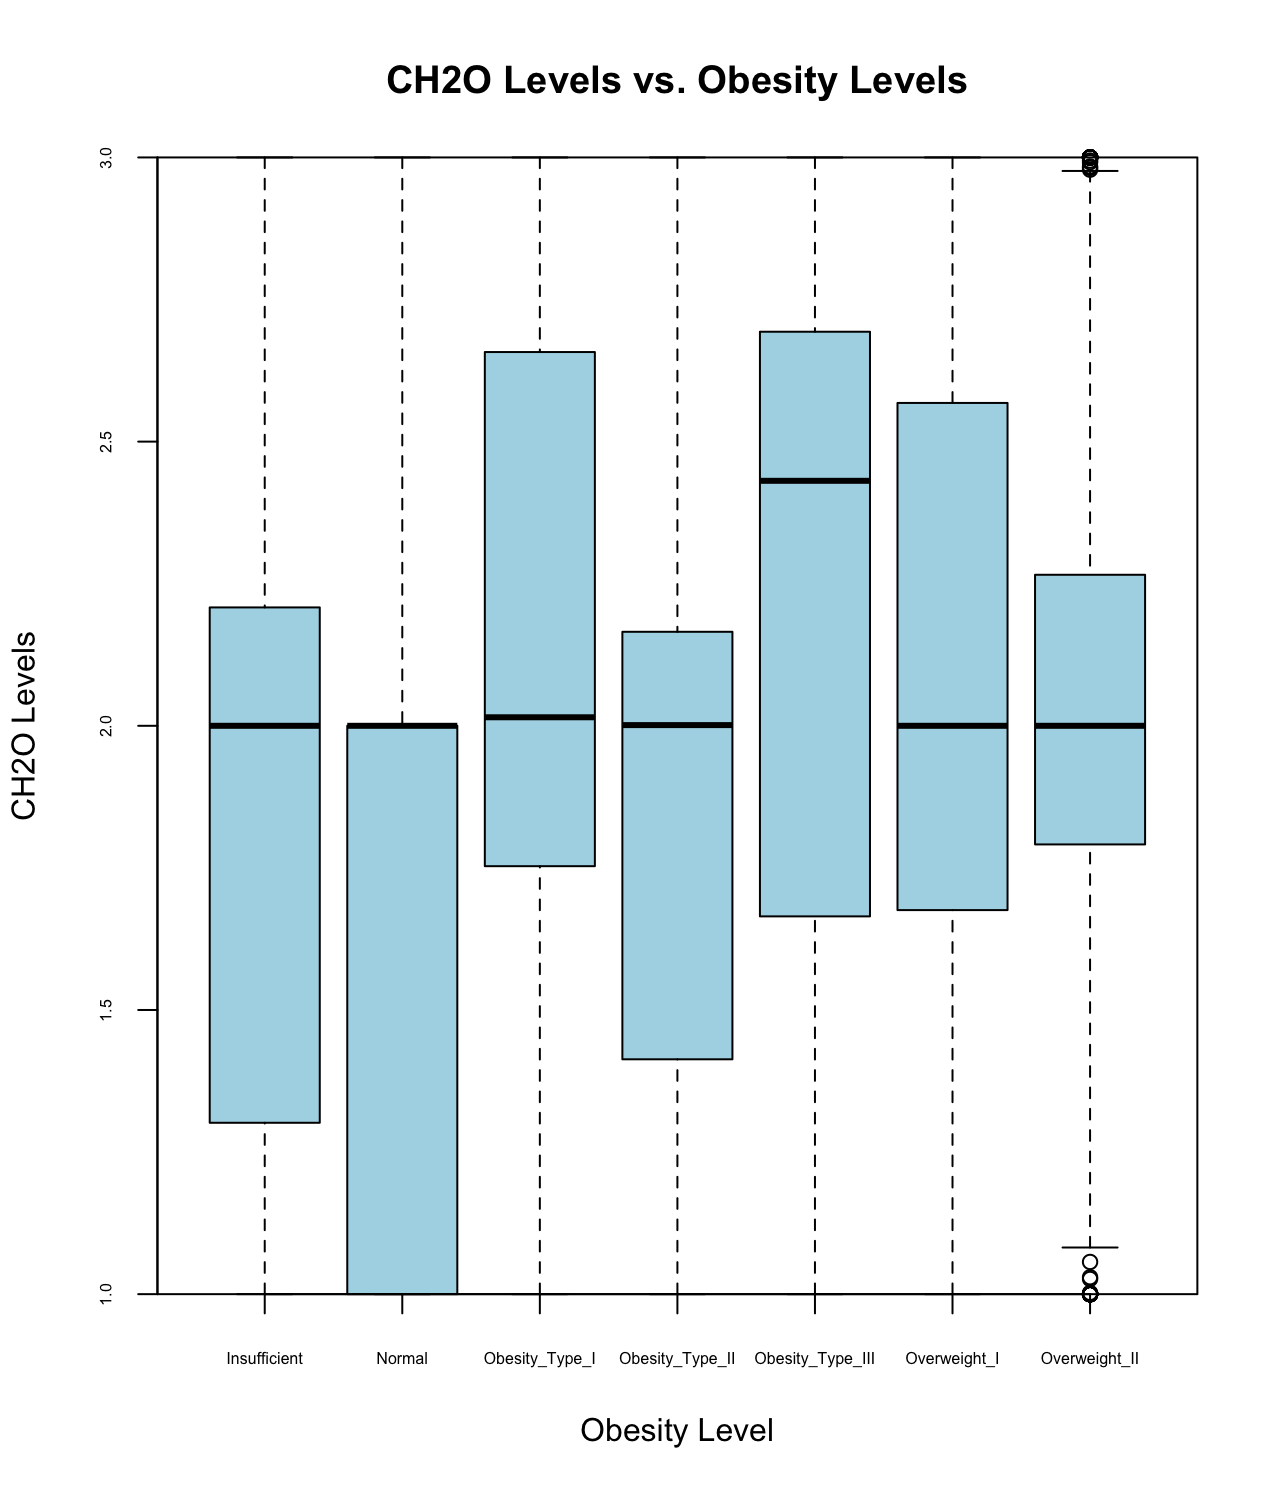 CH2O Levels vs. Obesity Levels
CH2O Levels
3.0
2.5
2.0
1.5
1.0
Insufficient Normal Obesity_Type_I Obesity_Type_II Obesity_Type_III Overweight_I Overweight_II
Obesity Level